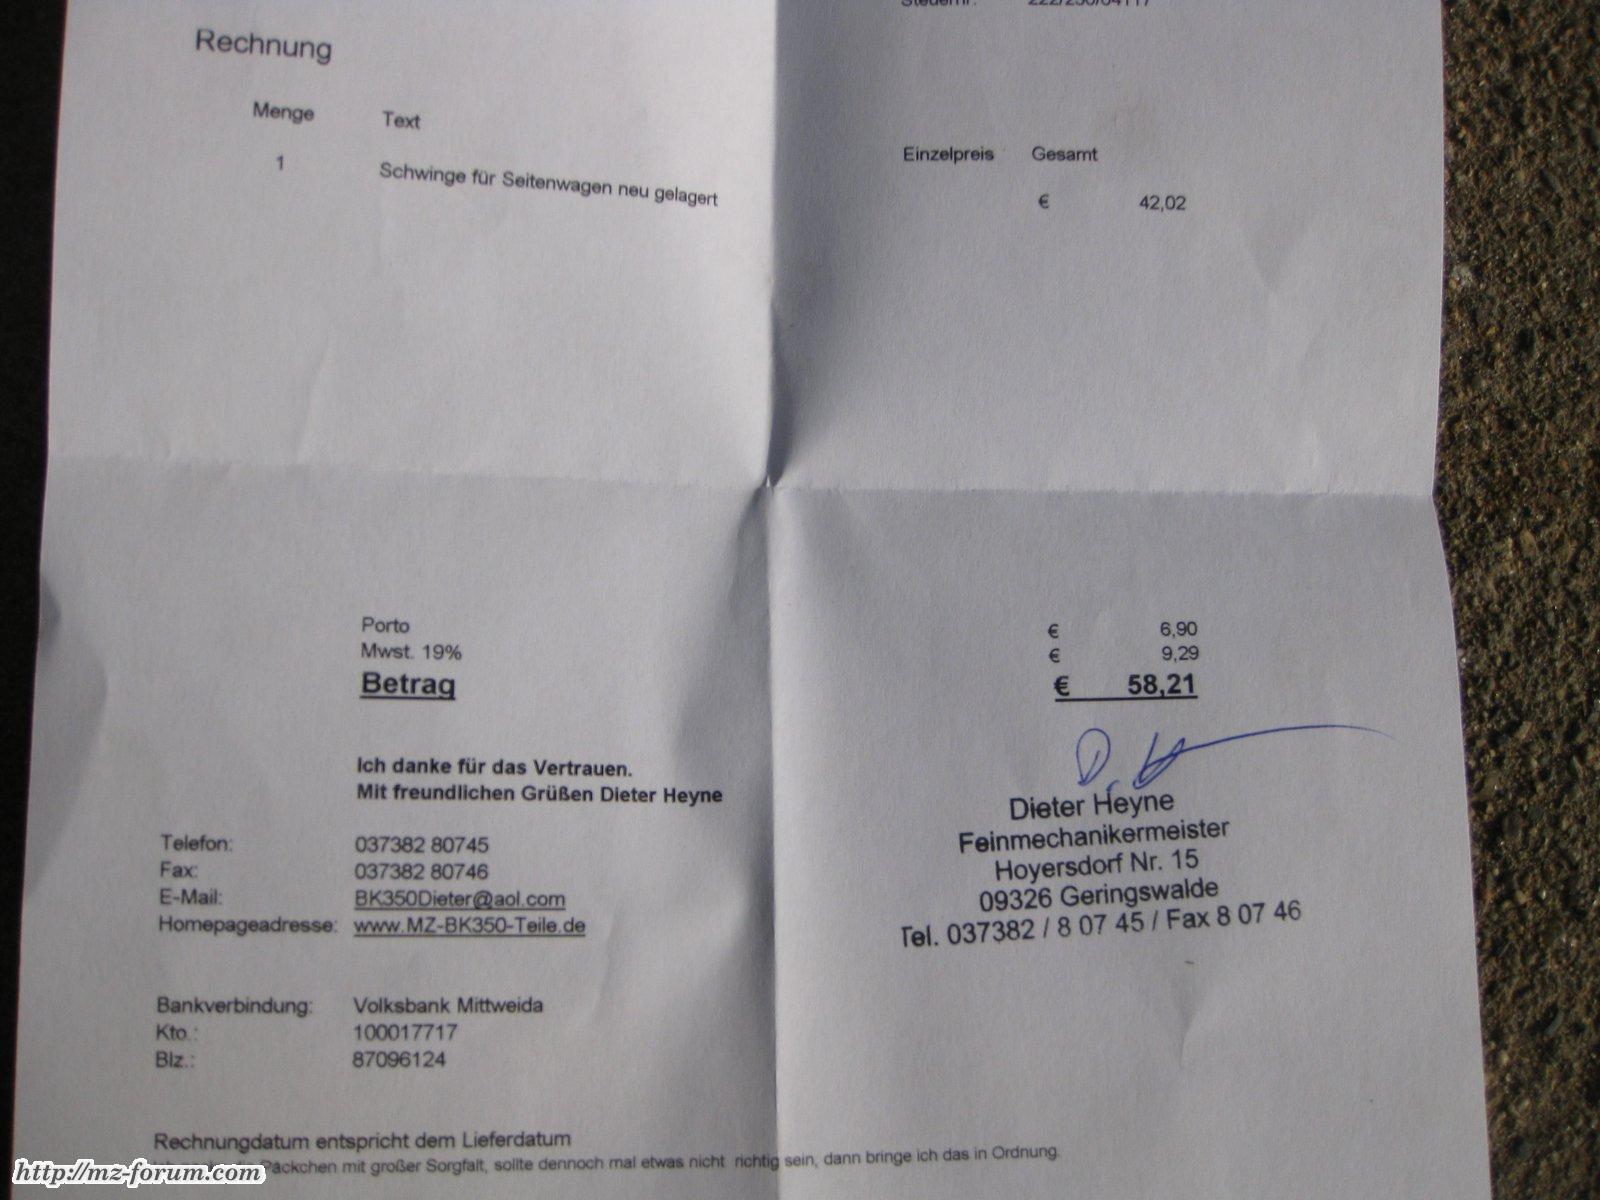 Steuernr.: 222/230/04117
Rechnung
Menge Text Einzelpreis Gesamt
1 Schwinge für Seitenwagen neu gelagert € 42,02
Porto € 6,90
Mwst. 19% € 9,29
Betrag € 58,21
Ich danke für das Vertrauen.
Mit freundlichen Grüßen Dieter Heyne
Dieter Heyne
Feinmechanikermeister
Hoyersdorf Nr. 15
09326 Geringswalde
Tel. 037382 / 8 07 45 / Fax 8 07 46
Telefon: 037382 80745
Fax: 037382 80746
E-Mail: BK350Dieter@aol.com
Homepageadresse: www.MZ-BK350-Teile.de
Bankverbindung: Volksbank Mittweida
Kto.: 100017717
Blz.: 87096124
Rechnungdatum entspricht dem Lieferdatum
Päckchen mit großer Sorgfalt, sollte dennoch mal etwas nicht richtig sein, dann bringe ich das in Ordnung.
http://mz-forum.com